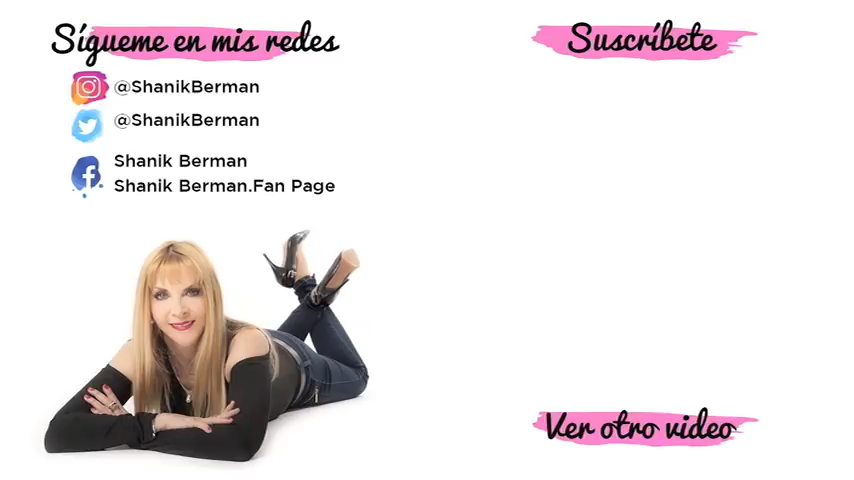 Sígueme en mis redes
@ShanikBerman
@ShanikBerman
Shanik Berman
Shanik Berman.Fan Page
Suscríbete
Ver otro video